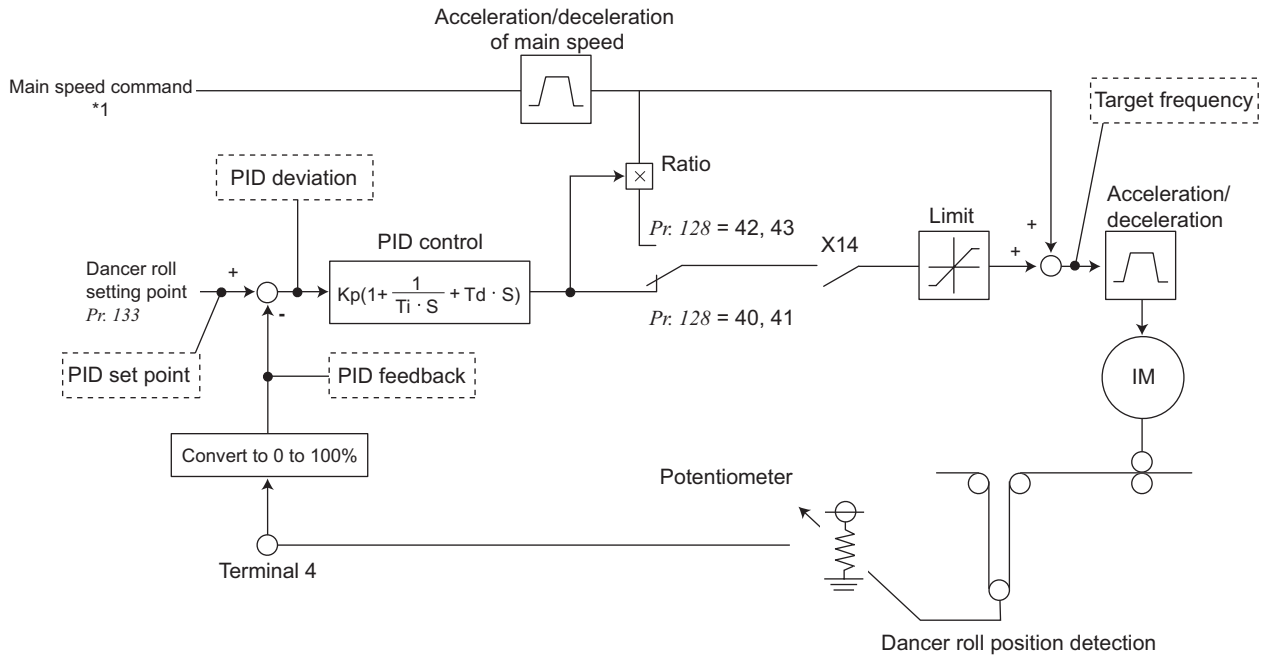 Acceleration/deceleration
of main speed
Main speed command
*1
Target frequency
PID deviation
Ratio
×
Acceleration/
deceleration
Pr. 128 = 42, 43
Limit
PID control
X14
+
+
Dancer roll
setting point
Pr. 133
+
-
Kp(1+ 1/(Ti · S) + Td · S)
Pr. 128 = 40, 41
PID set point
PID feedback
IM
Convert to 0 to 100%
Potentiometer
Terminal 4
Dancer roll position detection